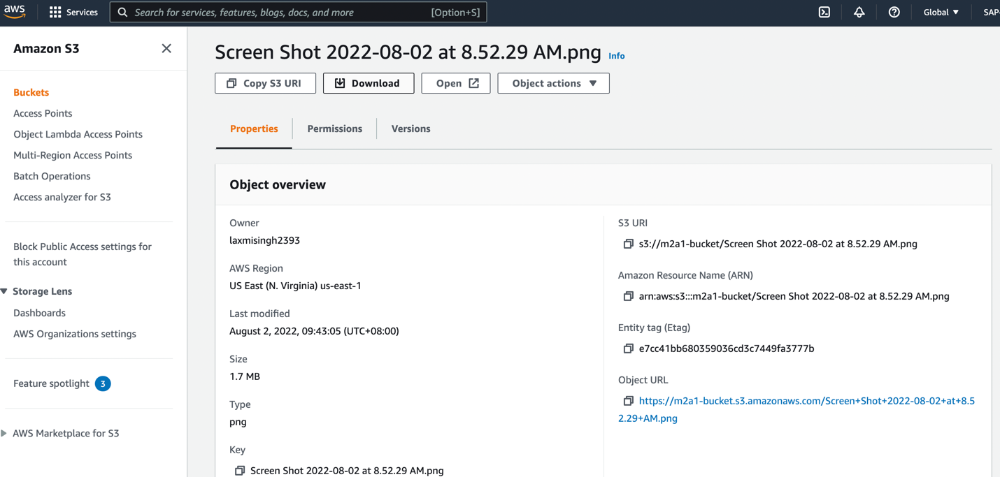 aws
Services
Search for services, features, blogs, docs, and more
[Option+S]
Global ▼
SAP-
Amazon S3
Buckets
Access Points
Object Lambda Access Points
Multi-Region Access Points
Batch Operations
Access analyzer for S3
Block Public Access settings for
this account
Storage Lens
Dashboards
AWS Organizations settings
Feature spotlight 3
AWS Marketplace for S3
Screen Shot 2022-08-02 at 8.52.29 AM.png Info
Copy S3 URI
Download
Open
Object actions ▼
Properties
Permissions
Versions
Object overview
Owner
laxmisingh2393
AWS Region
US East (N. Virginia) us-east-1
Last modified
August 2, 2022, 09:43:05 (UTC+08:00)
Size
1.7 MB
Type
png
Key
Screen Shot 2022-08-02 at 8.52.29 AM.png
S3 URI
s3://m2a1-bucket/Screen Shot 2022-08-02 at 8.52.29 AM.png
Amazon Resource Name (ARN)
arn:aws:s3:::m2a1-bucket/Screen Shot 2022-08-02 at 8.52.29 AM.png
Entity tag (Etag)
e7cc41bb680359036cd3c7449fa3777b
Object URL
https://m2a1-bucket.s3.amazonaws.com/Screen+Shot+2022-08-02+at+8.5
2.29+AM.png